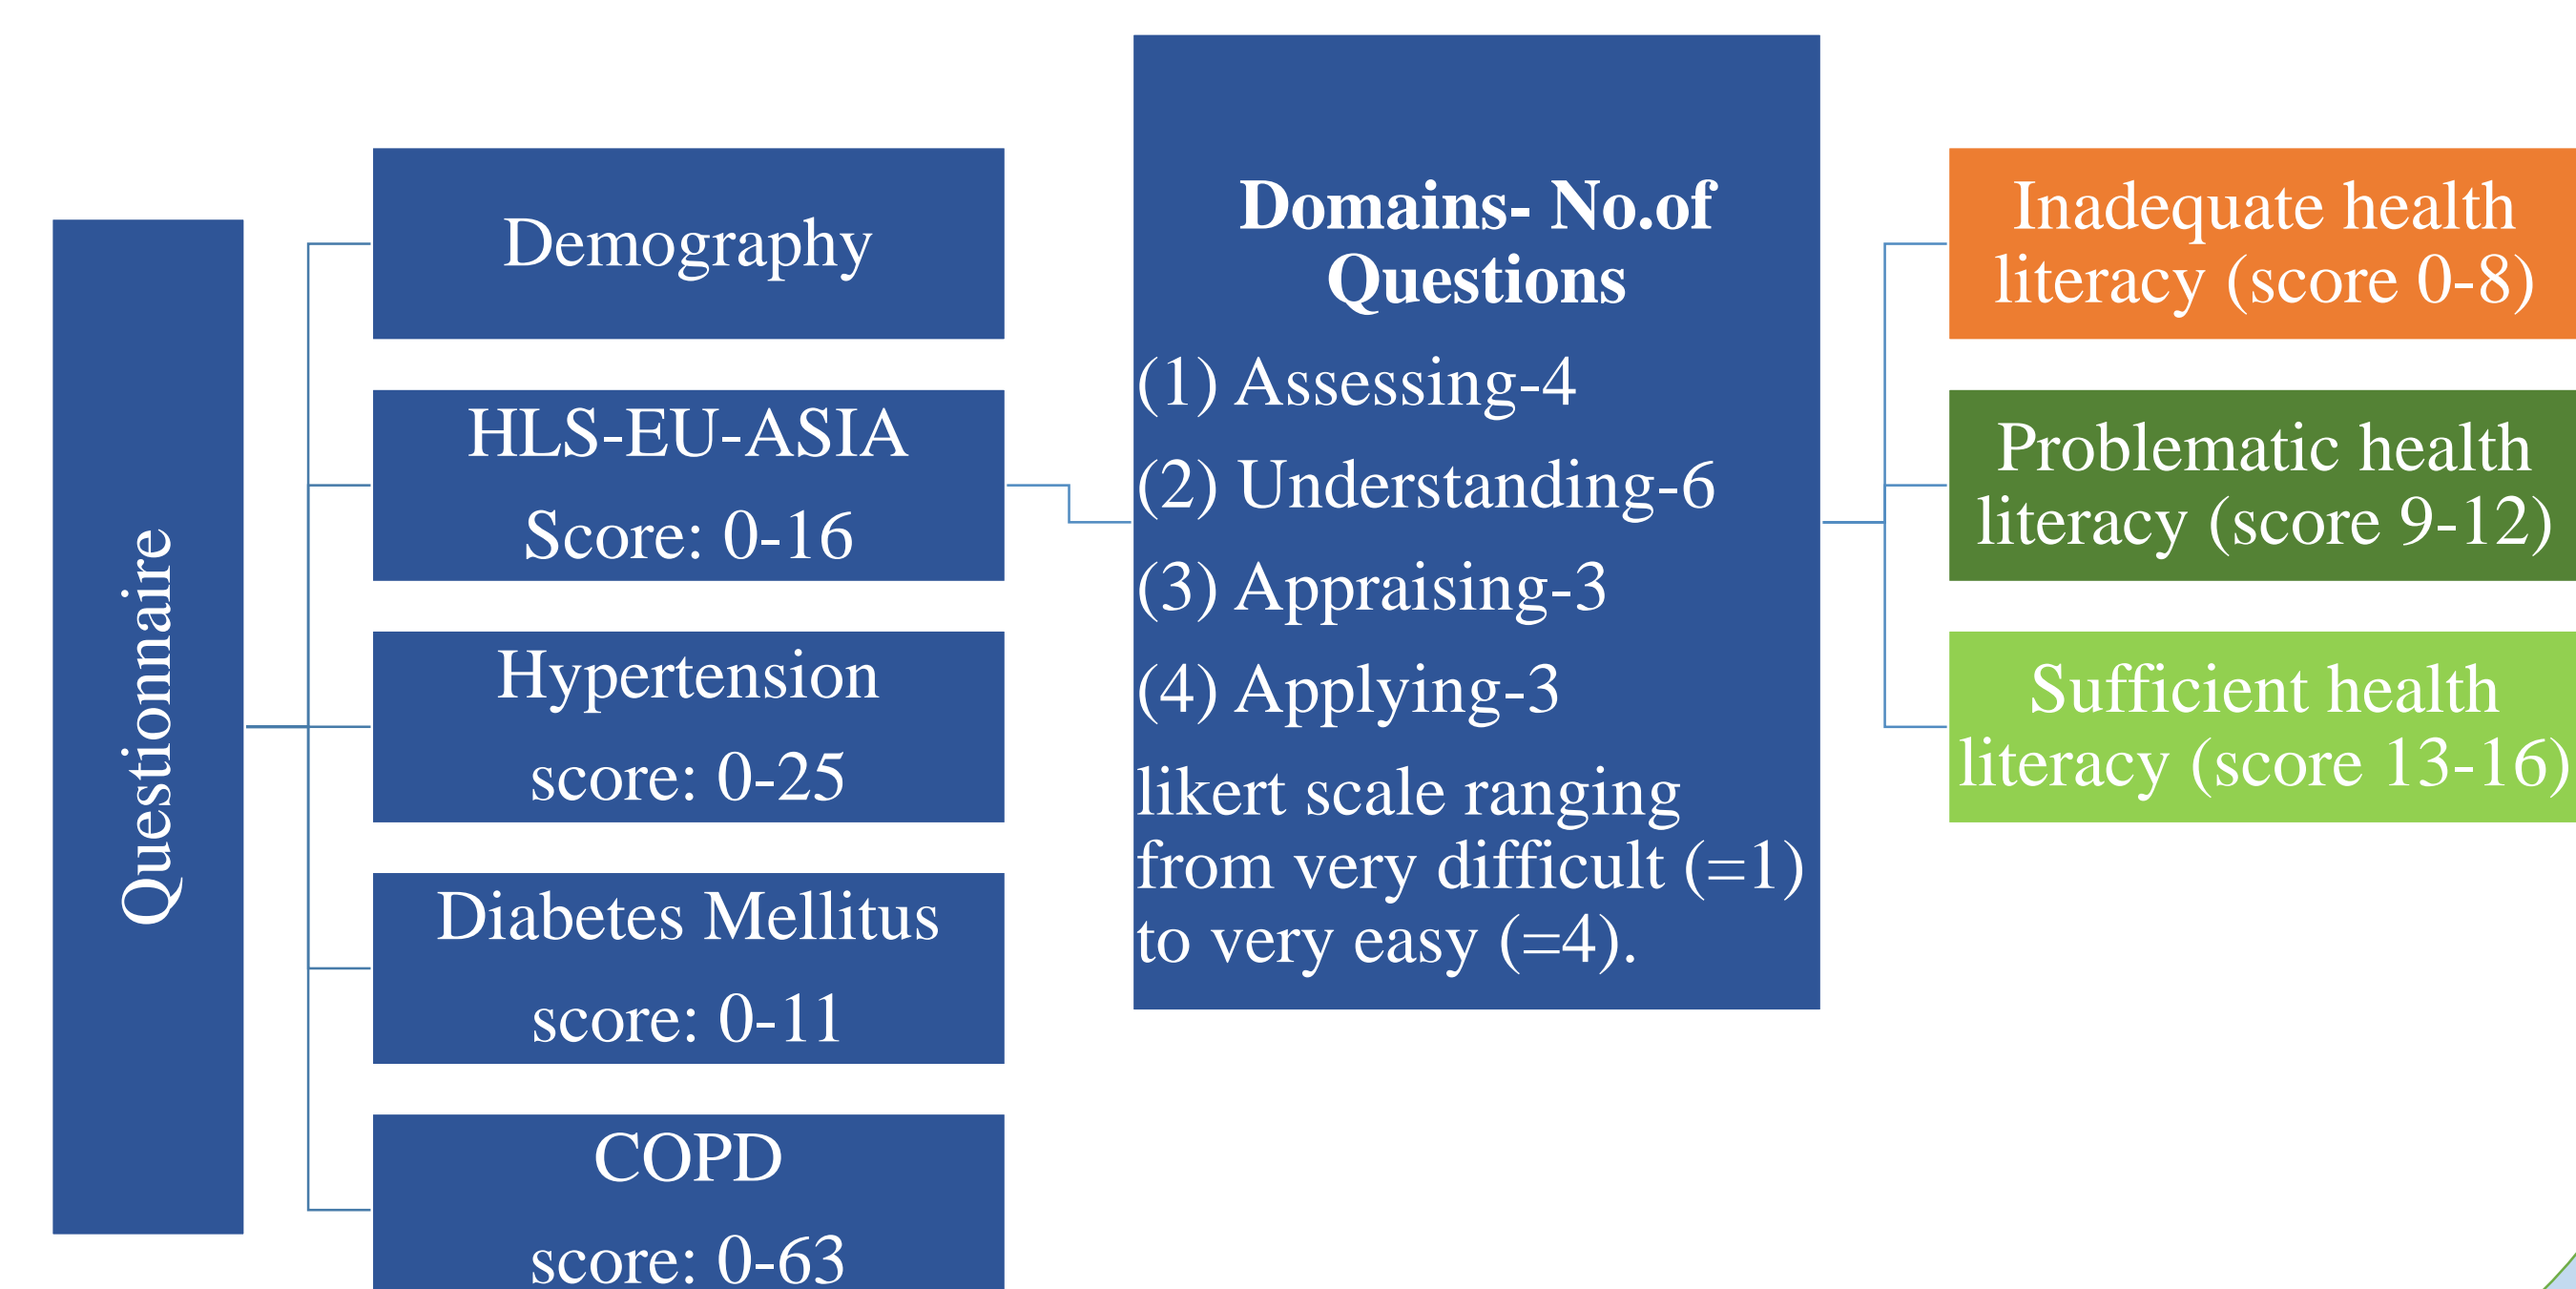 Questionnaire
Demography
HLS-EU-ASIA
Score: 0-16
Hypertension
score: 0-25
Diabetes Mellitus
score: 0-11
COPD
score: 0-63
Domains- No.of
Questions
(1) Assessing-4
(2) Understanding-6
(3) Appraising-3
(4) Applying-3
likert scale ranging
from very difficult (=1)
to very easy (=4).
Inadequate health
literacy (score 0-8)
Problematic health
literacy (score 9-12)
Sufficient health
literacy (score 13-16)